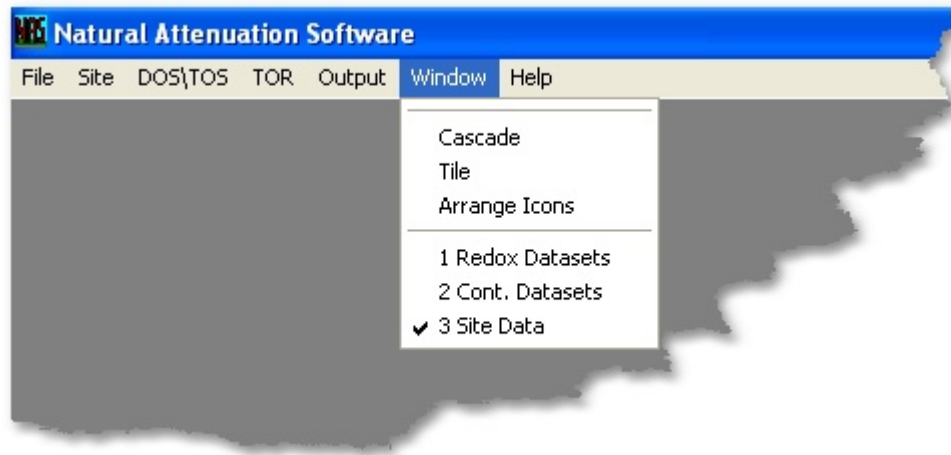 NAS Natural Attenuation Software
File Site DOS\TOS TOR Output Window Help
Cascade
Tile
Arrange Icons
1 Redox Datasets
2 Cont. Datasets
3 Site Data